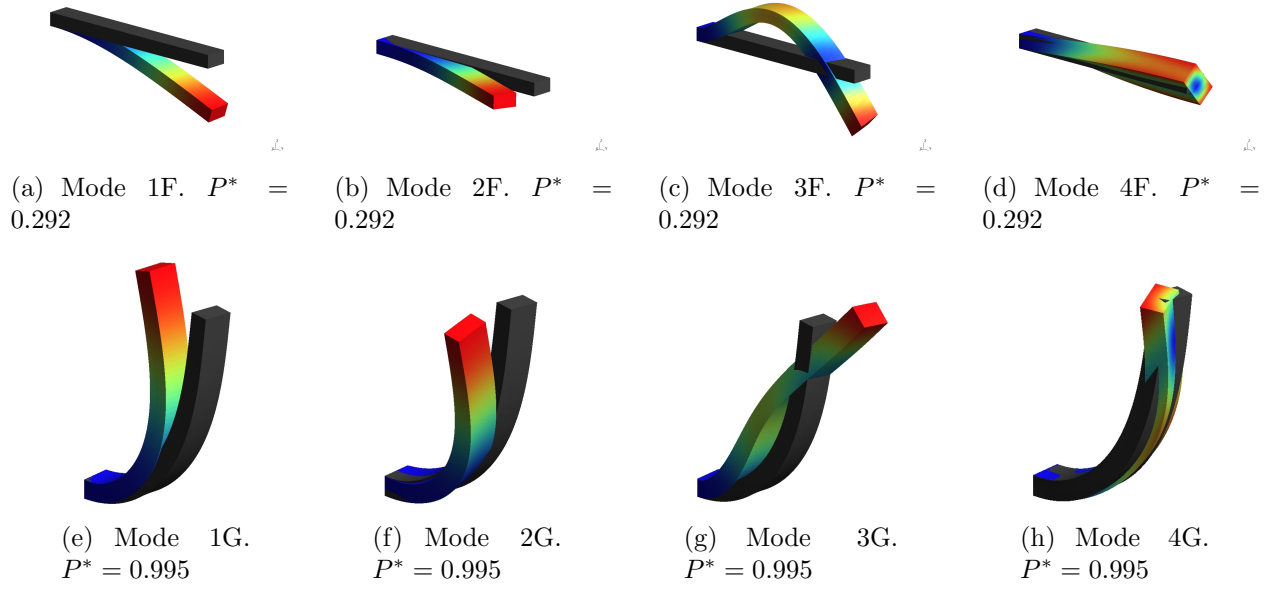 (a) Mode 1F. P* =
0.292
(b) Mode 2F. P* =
0.292
(c) Mode 3F. P* =
0.292
(d) Mode 4F. P* =
0.292
(e) Mode 1G.
P* = 0.995
(f) Mode 2G.
P* = 0.995
(g) Mode 3G.
P* = 0.995
(h) Mode 4G.
P* = 0.995